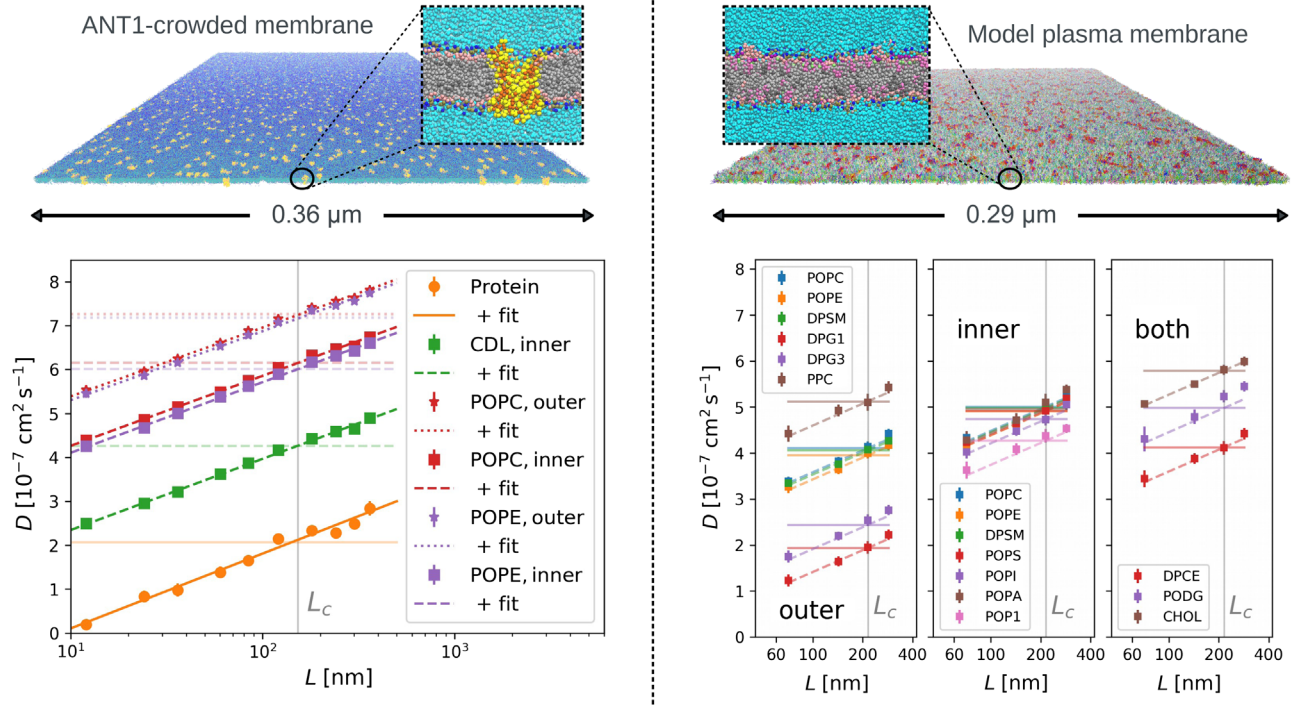 ANT1-crowded membrane
0.36 μm
D [10⁻⁷ cm² s⁻¹]
8
7
6
5
4
3
2
1
0
10¹
10²
10³
L [nm]
L_c
Protein
+ fit
CDL, inner
+ fit
POPC, outer
+ fit
POPC, inner
+ fit
POPE, outer
+ fit
POPE, inner
+ fit
Model plasma membrane
0.29 μm
D [10⁻⁷ cm² s⁻¹]
8
7
6
5
4
3
2
1
0
POPC
POPE
DPSM
DPG1
DPG3
PPC
outer
L_c
60
100
200
400
L [nm]
inner
POPC
POPE
DPSM
POPS
POPI
POPA
POP1
L_c
60
100
200
400
L [nm]
both
DPCE
PODG
CHOL
L_c
60
100
200
400
L [nm]